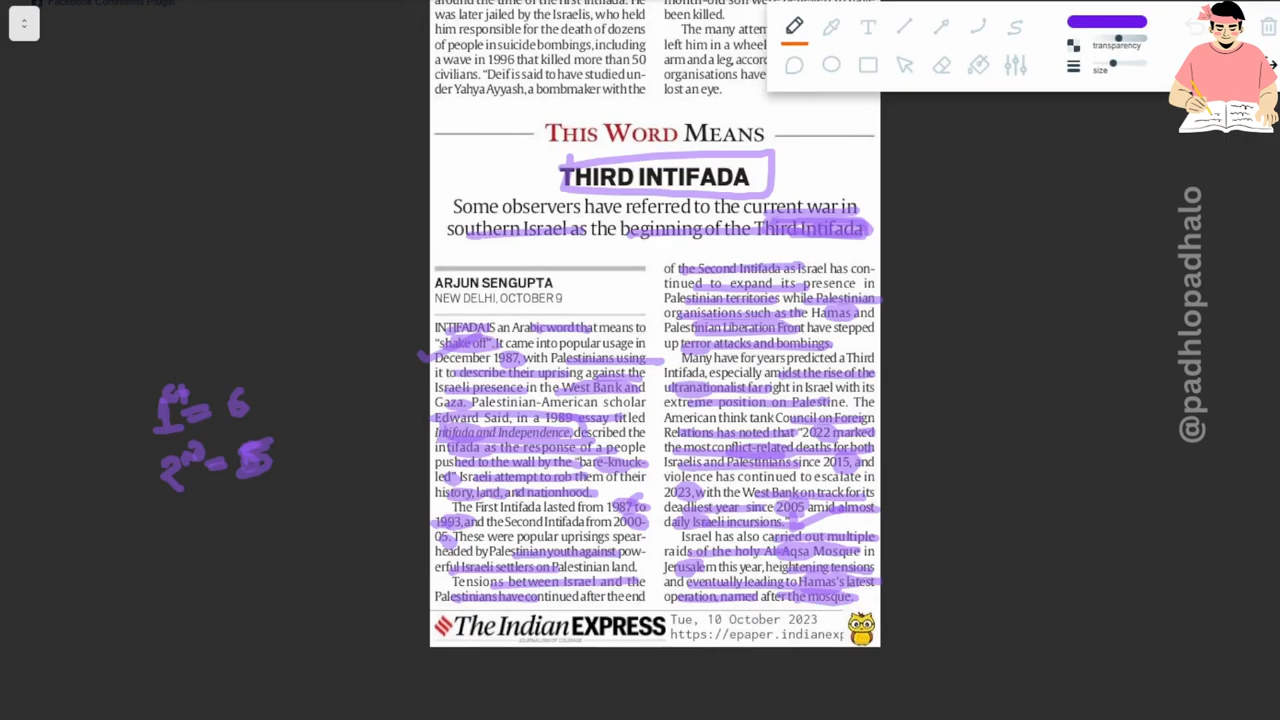 Facebook Comments Plugin
around the time of the first Intifada. He
was later jailed by the Israelis, who held
him responsible for the death of dozens
of people in suicide bombings, including
a wave in 1996 that killed more than 50
civilians. “Deif is said to have studied un-
der Yahya Ayyash, a bombmaker with the
been killed.
The many attem
left him in a wheel
arm and a leg, accor
organisations have
lost an eye.
transparency
size
THIS WORD MEANS
THIRD INTIFADA
Some observers have referred to the current war in
southern Israel as the beginning of the Third Intifada
ARJUN SENGUPTA
NEW DELHI, OCTOBER 9
INTIFADA IS an Arabic word that means to
“shake off”. It came into popular usage in
December 1987, with Palestinians using
it to describe their uprising against the
Israeli presence in the West Bank and
Gaza. Palestinian-American scholar
Edward Said, in a 1989 essay titled
Intifada and Independence, described the
intifada as the response of a people
pushed to the wall by the “bare-knuck-
led” Israeli attempt to rob them of their
history, land, and nationhood.
The First Intifada lasted from 1987 to
1993, and the Second Intifada from 2000-
05. These were popular uprisings spear-
headed by Palestinian youth against pow-
erful Israeli settlers on Palestinian land.
Tensions between Israel and the
Palestinians have continued after the end
of the Second Intifada as Israel has con-
tinued to expand its presence in
Palestinian territories while Palestinian
organisations such as the Hamas and
Palestinian Liberation Front have stepped
up terror attacks and bombings.
Many have for years predicted a Third
Intifada, especially amidst the rise of the
ultranationalist far right in Israel with its
extreme position on Palestine. The
American think tank Council on Foreign
Relations has noted that “2022 marked
the most conflict-related deaths for both
Israelis and Palestinians since 2015, and
violence has continued to escalate in
2023, with the West Bank on track for its
deadliest year since 2005 amid almost
daily Israeli incursions.”
Israel has also carried out multiple
raids of the holy Al-Aqsa Mosque in
Jerusalem this year, heightening tensions
and eventually leading to Hamas's latest
operation, named after the mosque.
1st = 6
2nd = 5
The Indian EXPRESS
JOURNALISM OF COURAGE
Tue, 10 October 2023
https://epaper.indianexp
@padhlopadhalo